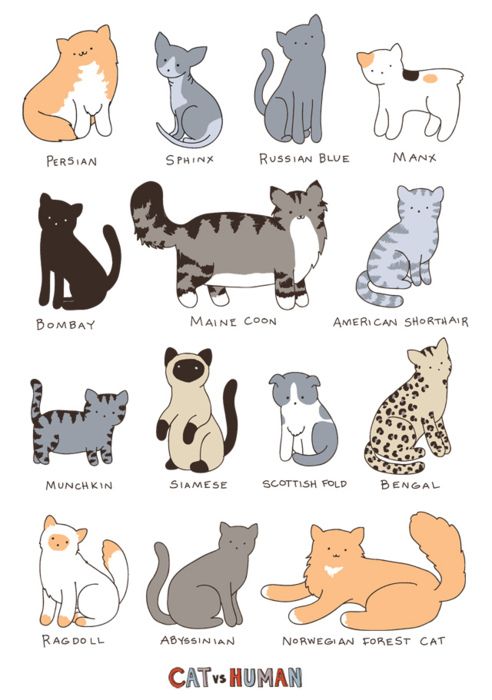 PERSIAN
SPHINX
RUSSIAN BLUE
MANX
BOMBAY
MAINE COON
AMERICAN SHORTHAIR
MUNCHKIN
SIAMESE
SCOTTISH FOLD
BENGAL
RAGDOLL
ABYSSINIAN
NORWEGIAN FOREST CAT
CAT VS HUMAN